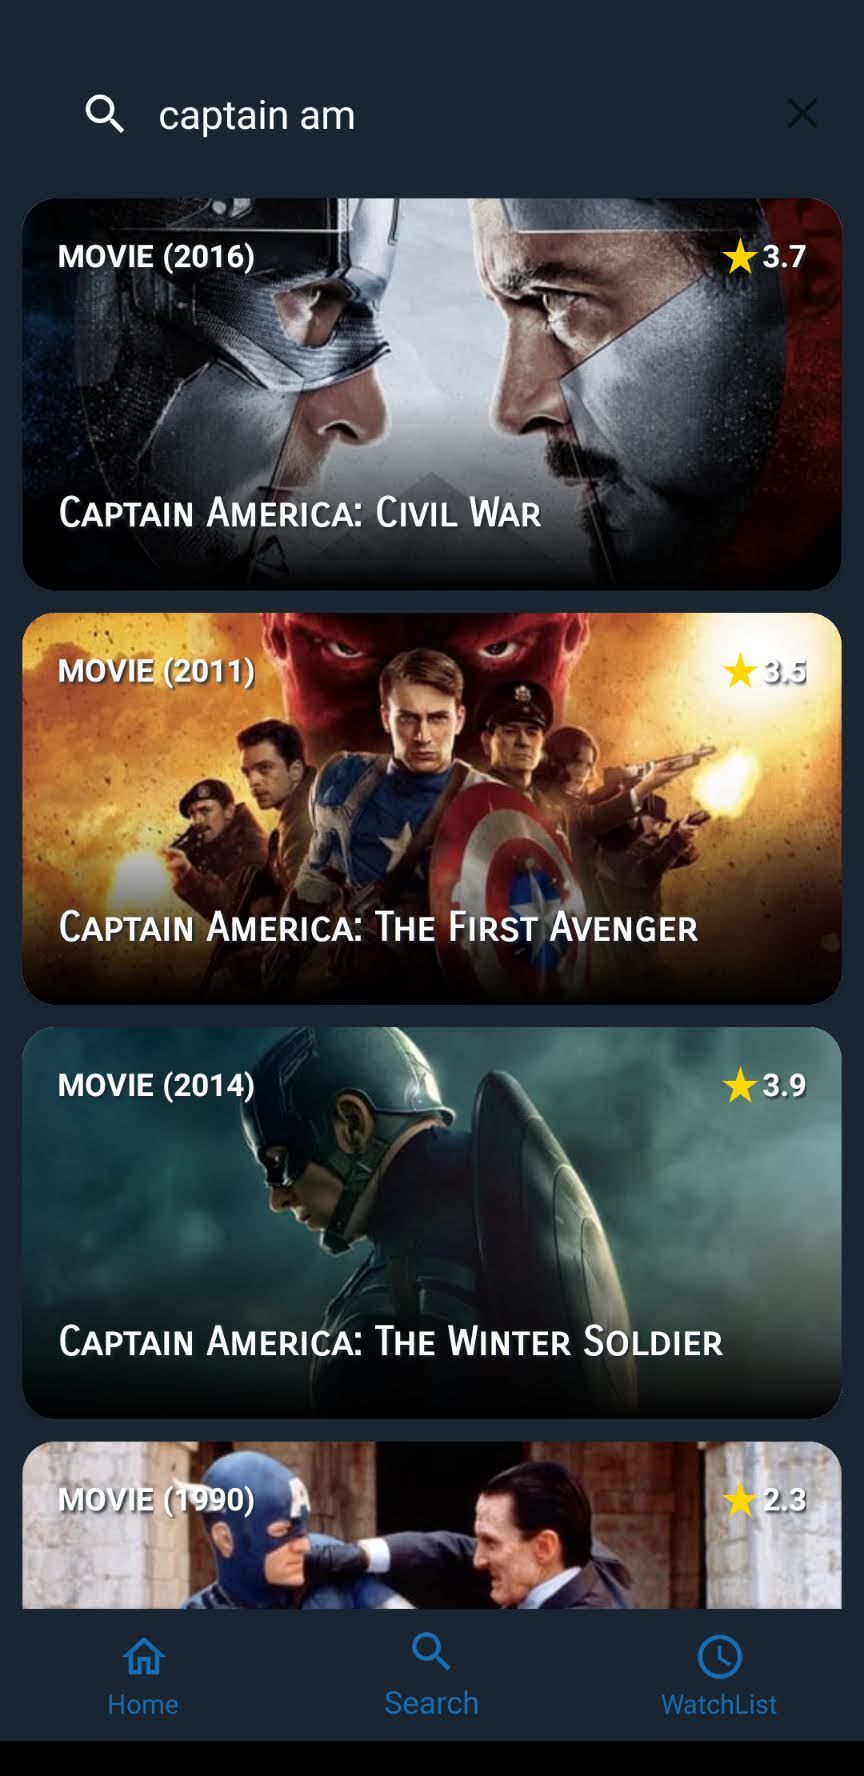 captain am
MOVIE (2016)
3.7
CAPTAIN AMERICA: CIVIL WAR
MOVIE (2011)
3.5
CAPTAIN AMERICA: THE FIRST AVENGER
MOVIE (2014)
3.9
CAPTAIN AMERICA: THE WINTER SOLDIER
MOVIE (1990)
2.3
Home
Search
WatchList